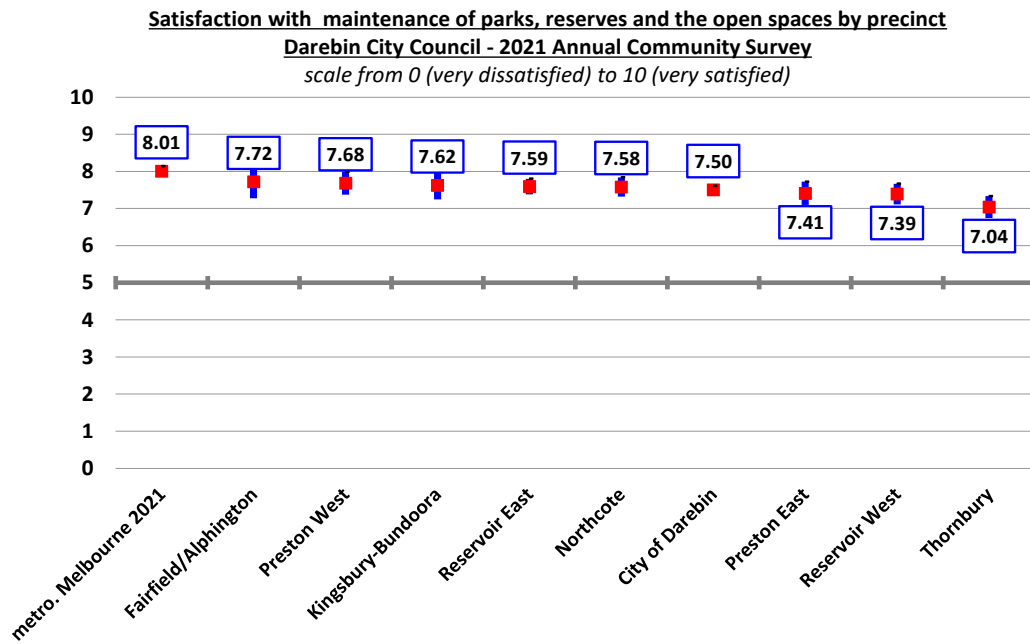 Satisfaction with maintenance of parks, reserves and the open spaces by precinct
Darebin City Council - 2021 Annual Community Survey
scale from 0 (very dissatisfied) to 10 (very satisfied)
10
9
8
7
6
5
4
3
2
1
0
8.01
7.72
7.68
7.62
7.59
7.58
7.50
7.41
7.39
7.04
metro. Melbourne 2021
Fairfield/Alphington
Preston West
Kingsbury-Bundoora
Reservoir East
Northcote
City of Darebin
Preston East
Reservoir West
Thornbury